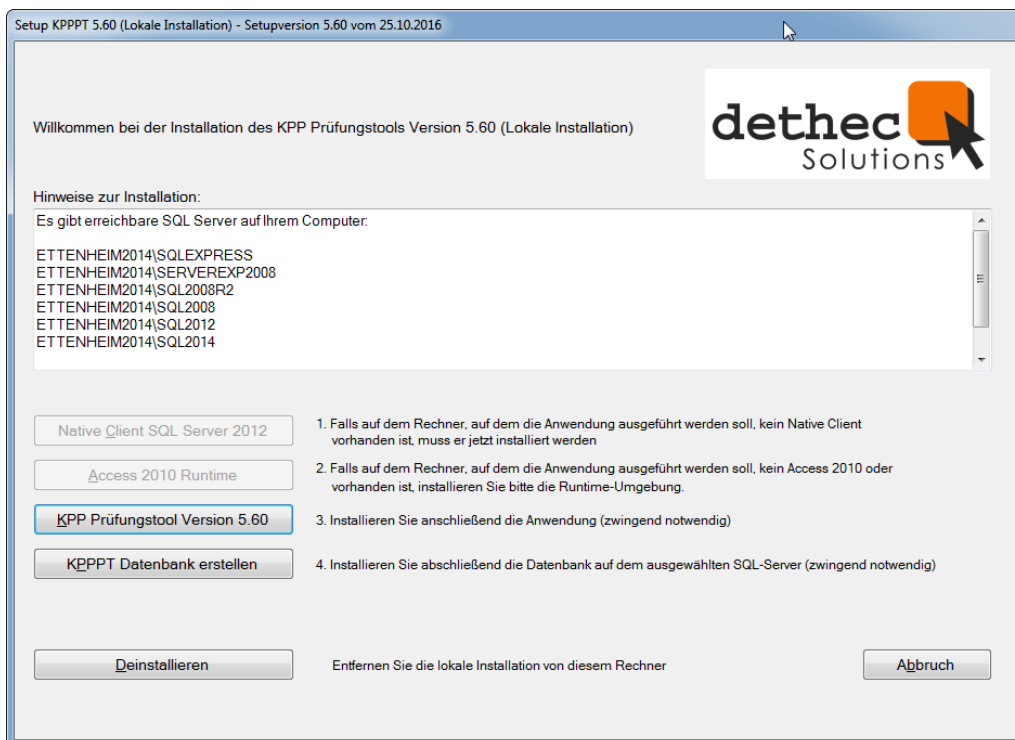 Setup KPPPT 5.60 (Lokale Installation) - Setupversion 5.60 vom 25.10.2016
Willkommen bei der Installation des KPP Prüfungstools Version 5.60 (Lokale Installation)
dethec
Solutions
Hinweise zur Installation:
Es gibt erreichbare SQL Server auf Ihrem Computer:
ETTENHEIM2014\SQLEXPRESS
ETTENHEIM2014\SERVEREXP2008
ETTENHEIM2014\SQL2008R2
ETTENHEIM2014\SQL2008
ETTENHEIM2014\SQL2012
ETTENHEIM2014\SQL2014
Native Client SQL Server 2012
1. Falls auf dem Rechner, auf dem die Anwendung ausgeführt werden soll, kein Native Client
vorhanden ist, muss er jetzt installiert werden
Access 2010 Runtime
2. Falls auf dem Rechner, auf dem die Anwendung ausgeführt werden soll, kein Access 2010 oder
vorhanden ist, installieren Sie bitte die Runtime-Umgebung.
KPP Prüfungstool Version 5.60
3. Installieren Sie anschließend die Anwendung (zwingend notwendig)
KPPPT Datenbank erstellen
4. Installieren Sie abschließend die Datenbank auf dem ausgewählten SQL-Server (zwingend notwendig)
Deinstallieren
Entfernen Sie die lokale Installation von diesem Rechner
Abbruch